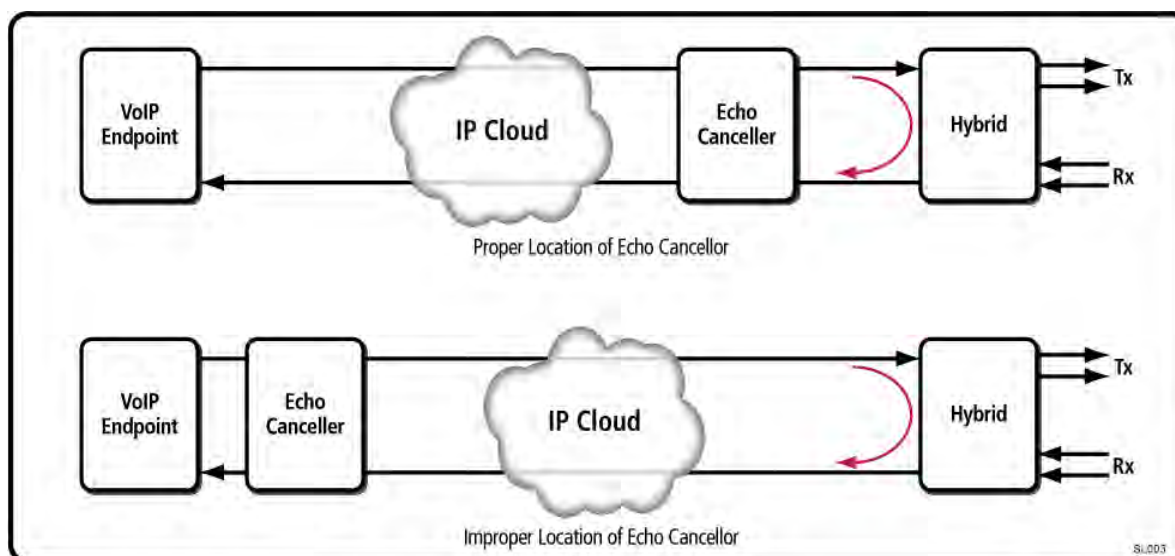 VoIP
Endpoint
IP Cloud
Echo
Canceller
Hybrid
Tx
Rx
Proper Location of Echo Cancellor
VoIP
Endpoint
Echo
Canceller
IP Cloud
Hybrid
Tx
Rx
Improper Location of Echo Cancellor
SL003